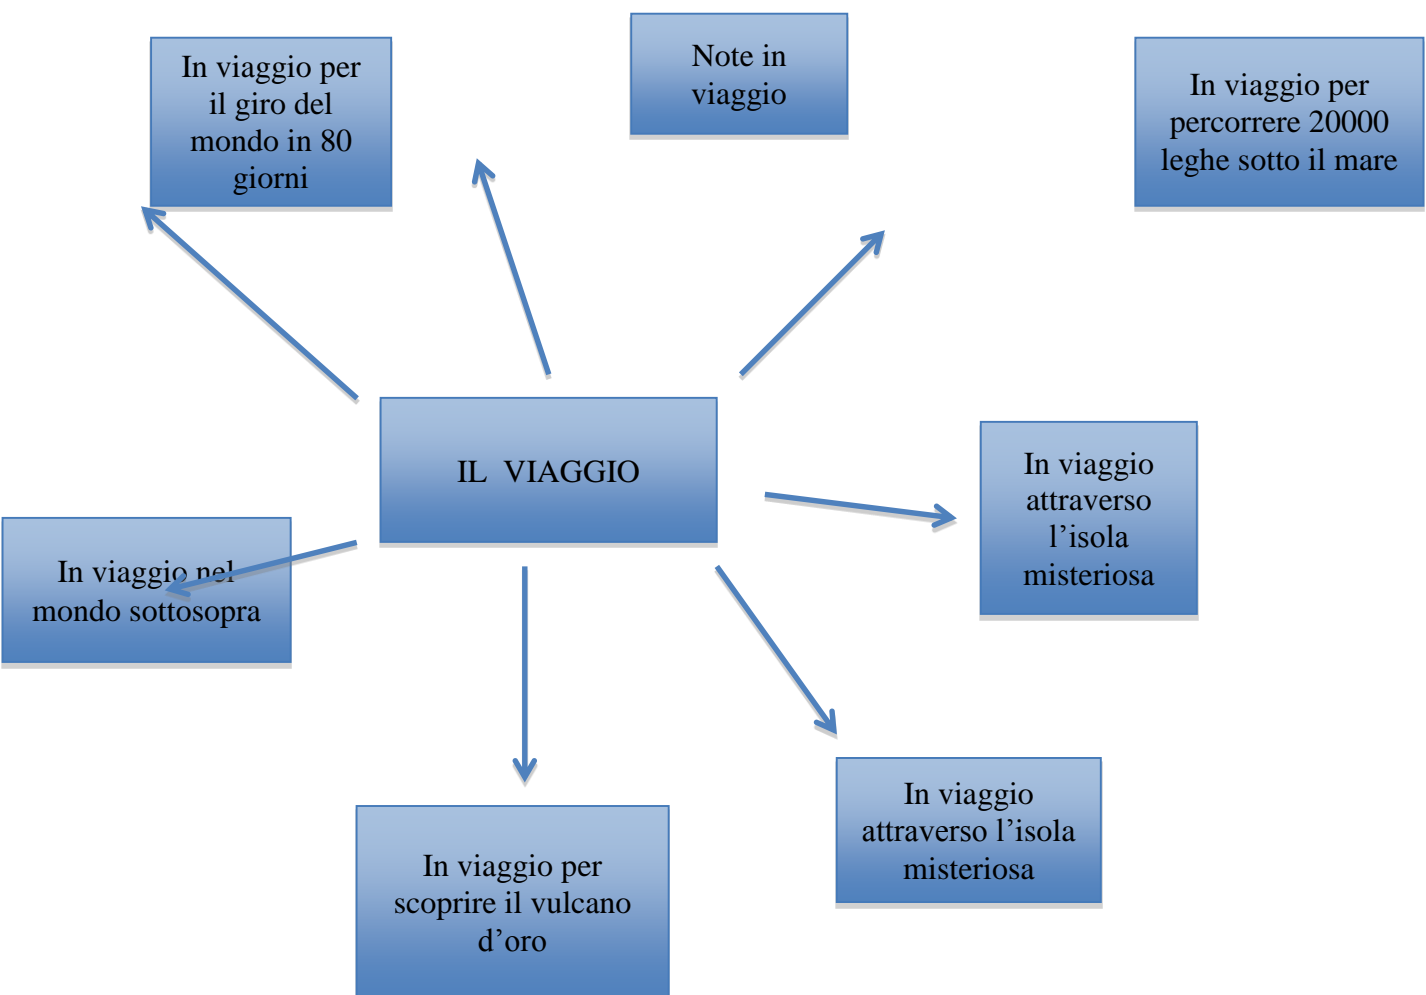 In viaggio per
il giro del
mondo in 80
giorni
Note in
viaggio
In viaggio per
percorrere 20000
leghe sotto il mare
IL  VIAGGIO
In viaggio
attraverso
l’isola
misteriosa
In viaggio nel
mondo sottosopra
In viaggio
attraverso l’isola
misteriosa
In viaggio per
scoprire il vulcano
d’oro